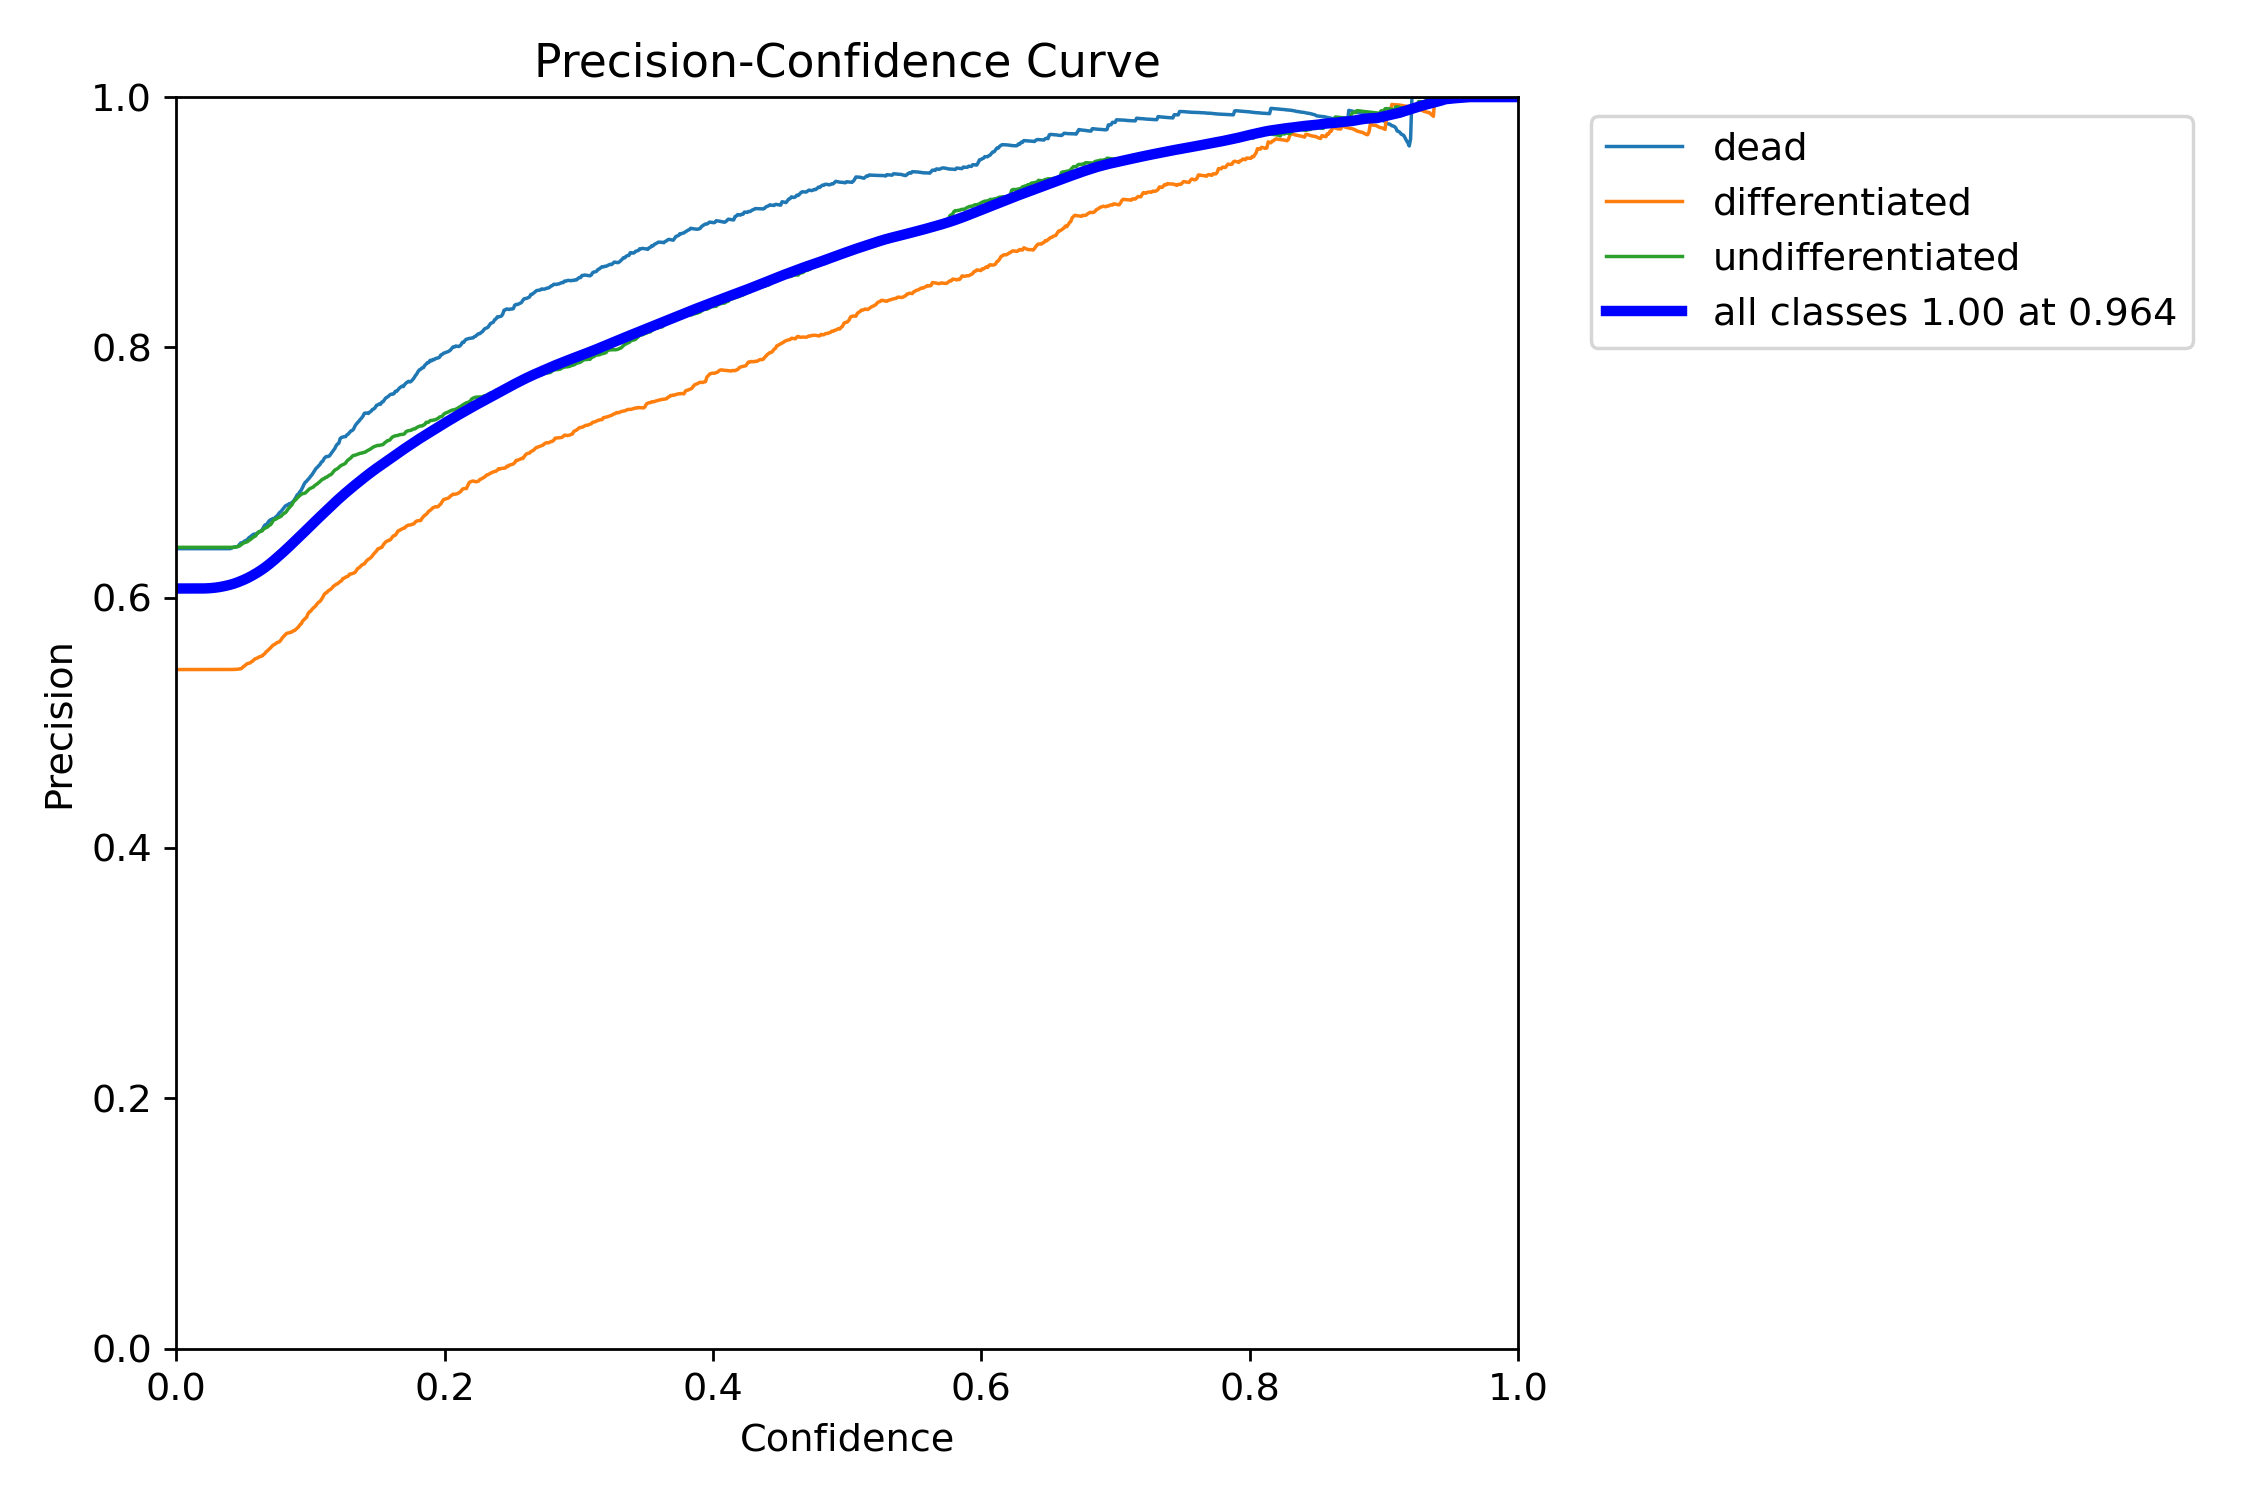 Precision-Confidence Curve
1.0
0.8
0.6
0.4
0.2
0.0
Precision
0.0 0.2 0.4 0.6 0.8 1.0
Confidence
dead
differentiated
undifferentiated
all classes 1.00 at 0.964